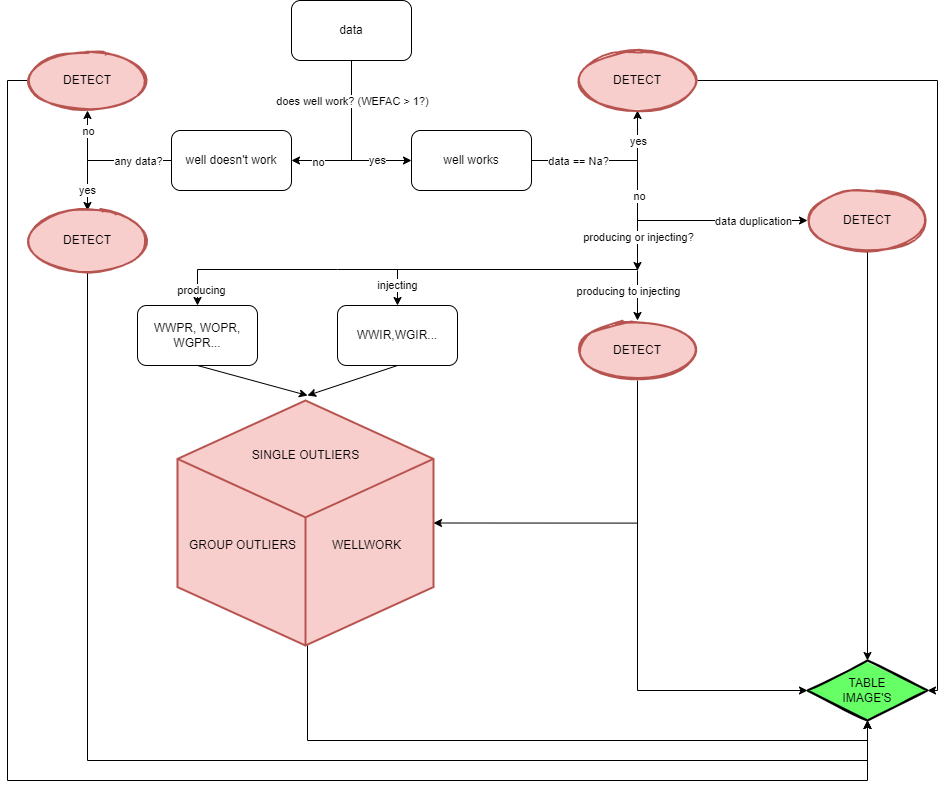 data
DETECT
DETECT
does well work? (WEFAC > 1?)
no
any data?
well doesn't work
no
yes
well works
data == Na?
yes
yes
no
DETECT
data duplication
DETECT
producing or injecting?
producing
injecting
producing to injecting
WWPR, WOPR,
WGPR...
WWIR,WGIR...
DETECT
SINGLE OUTLIERS
GROUP OUTLIERS
WELLWORK
TABLE
IMAGE'S